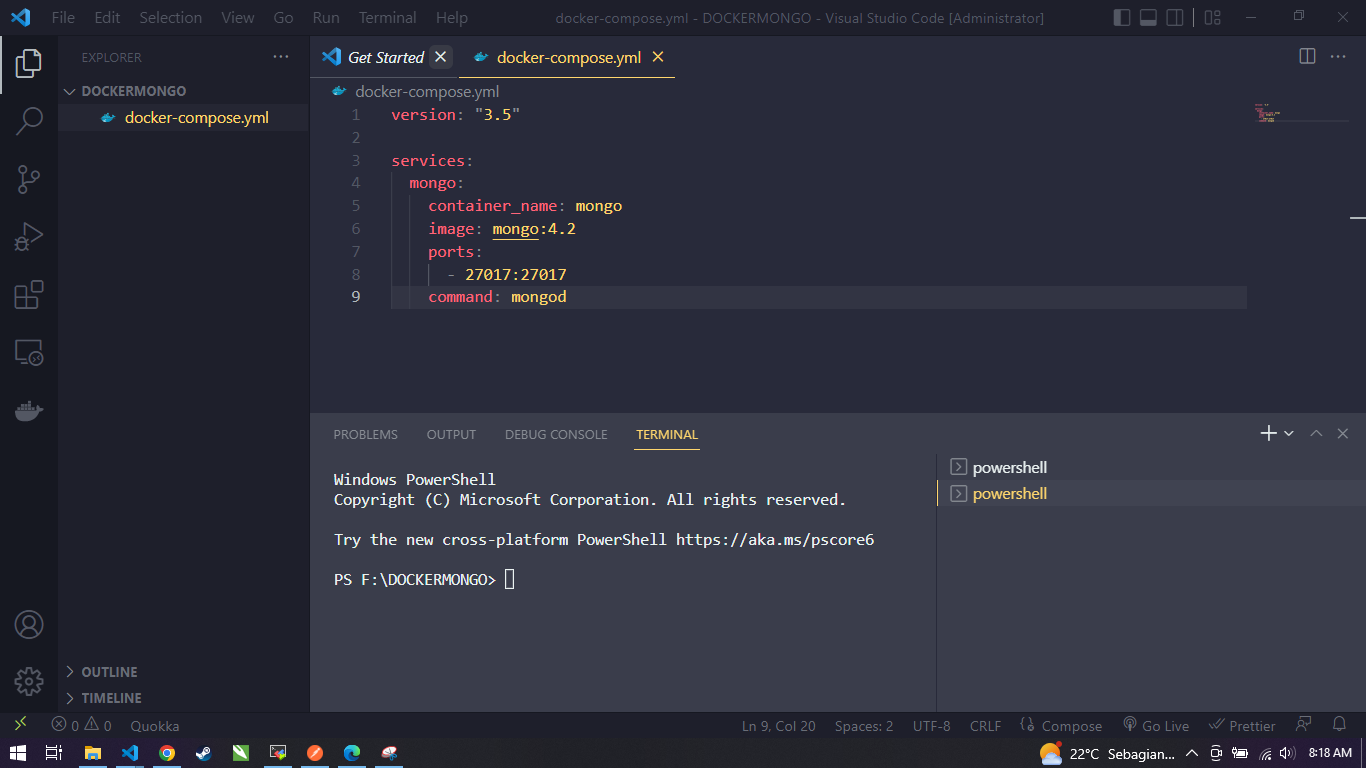 File Edit Selection View Go Run Terminal Help
docker-compose.yml - DOCKERMONGO - Visual Studio Code [Administrator]
EXPLORER
DOCKERMONGO
docker-compose.yml
OUTLINE
TIMELINE
Get Started
docker-compose.yml
docker-compose.yml
1 version: "3.5"
2
3 services:
4 mongo:
5 container_name: mongo
6 image: mongo:4.2
7 ports:
8 - 27017:27017
9 command: mongod
PROBLEMS OUTPUT DEBUG CONSOLE TERMINAL
Windows PowerShell
Copyright (C) Microsoft Corporation. All rights reserved.
Try the new cross-platform PowerShell https://aka.ms/pscore6
PS F:\DOCKERMONGO>
powershell
powershell
0 0 Quokka
Ln 9, Col 20 Spaces: 2 UTF-8 CRLF Compose Go Live Prettier
22°C Sebagian... 8:18 AM